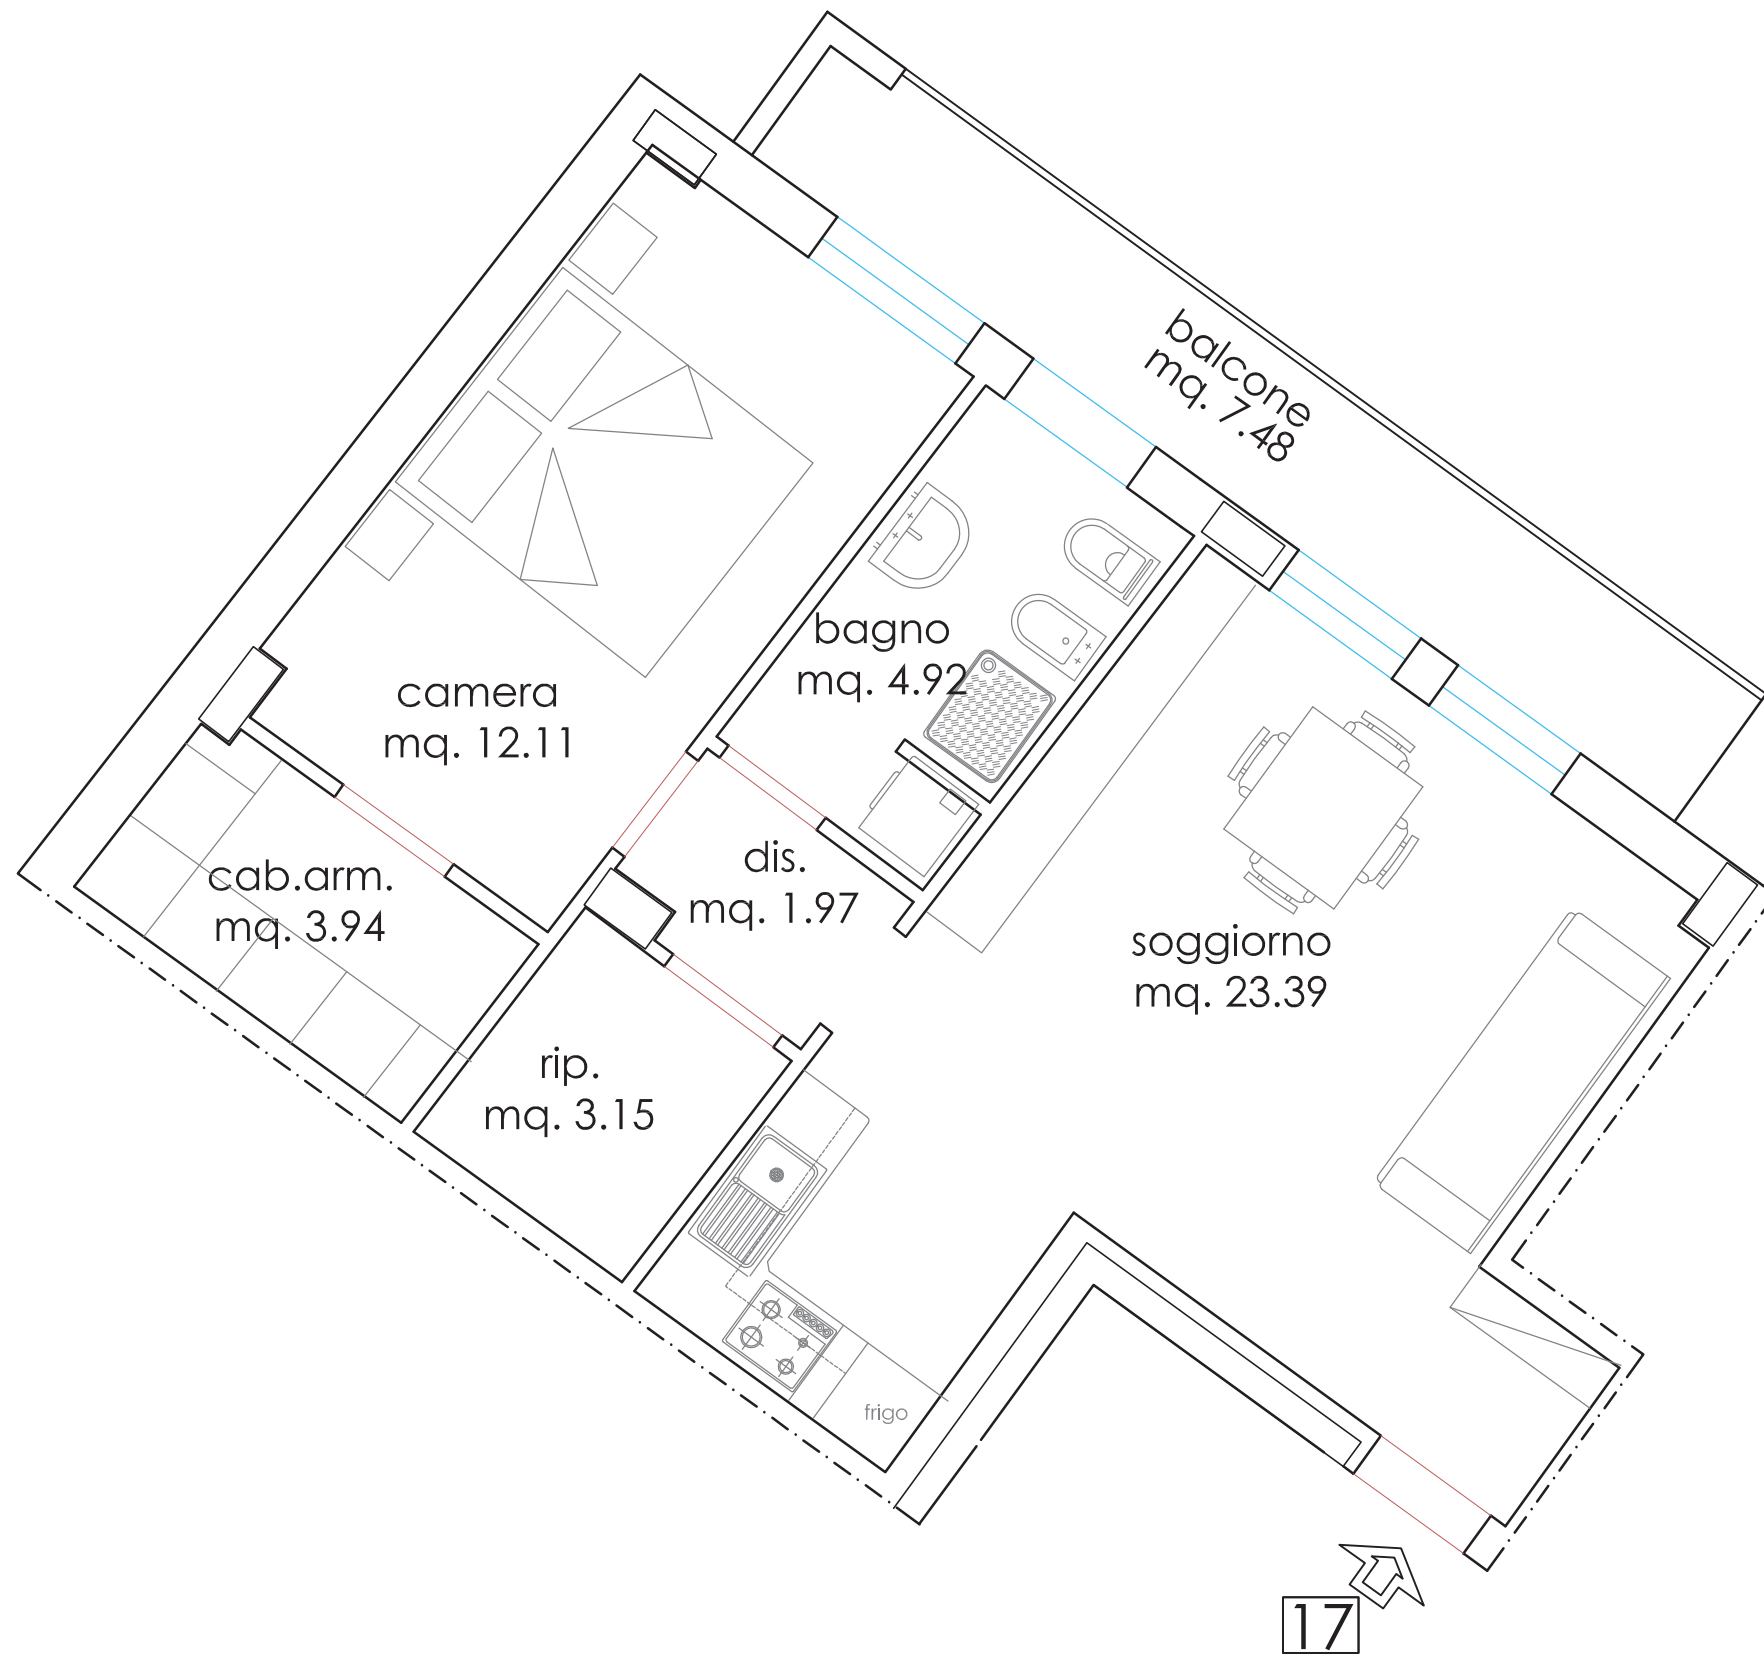 balcone
mq. 7.48
bagno
mq. 4.92
camera
mq. 12.11
dis.
mq. 1.97
cab.arm.
mq. 3.94
soggiorno
mq. 23.39
rip.
mq. 3.15
frigo
17